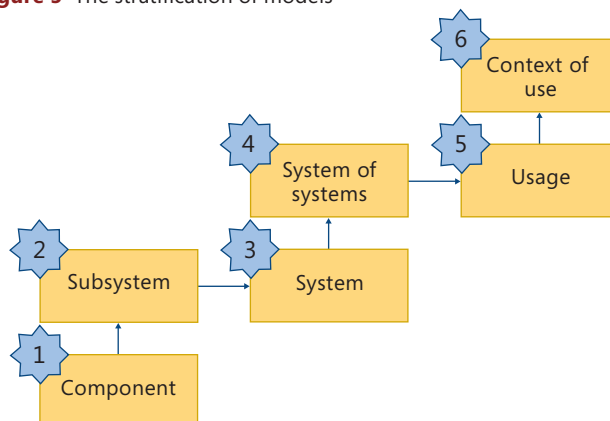 gure 5 The stratification of models
6
Context of
use
4
System of
systems
5
Usage
2
Subsystem
3
System
1
Component